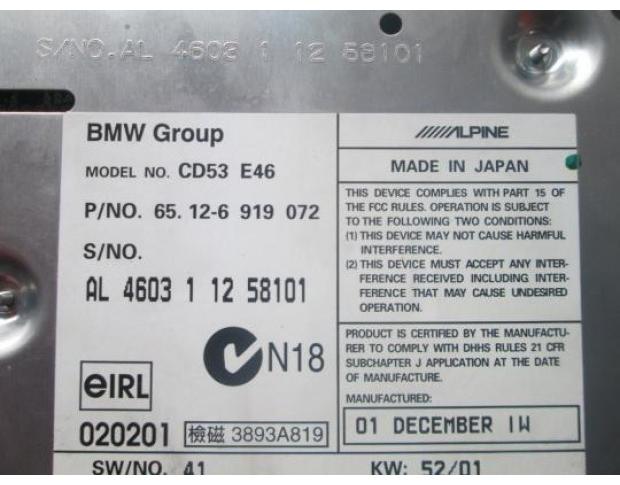 S/NO. AL 4603 1 12 58101
BMW Group
MODEL NO. CD53 E46
P/NO. 65. 12-6 919 072
S/NO.
AL 4603 1 12 58101
N18
eIRL
020201 檢磁 3893A819
SW/NO. 41
KW: 52/01
ALPINE
MADE IN JAPAN
THIS DEVICE COMPLIES WITH PART 15 OF
THE FCC RULES. OPERATION IS SUBJECT
TO THE FOLLOWING TWO CONDITIONS:
(1) THIS DEVICE MAY NOT CAUSE HARMFUL
INTERFERENCE.
(2) THIS DEVICE MUST ACCEPT ANY INTER-
FERENCE RECEIVED INCLUDING INTER-
FERENCE THAT MAY CAUSE UNDESIRED
OPERATION.
PRODUCT IS CERTIFIED BY THE MANUFACTU-
RER TO COMPLY WITH DHHS RULES 21 CFR
SUBCHAPTER J APPLICATION AT THE DATE
OF MANUFACTURE.
MANUFACTURED:
01 DECEMBER 1W